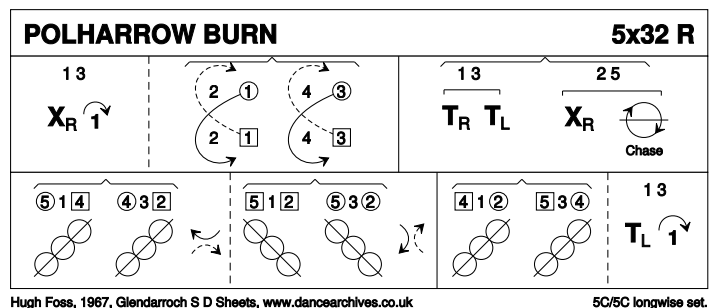 POLHARROW BURN 5x32 R
1 3
X R 1
2 1 4 3
2 1 4 3
1 3 2 5
T R T L X R
Chase
5 1 4 4 3 2 5 1 2 5 3 2 4 1 2 5 3 4
1 3
T L 1
Hugh Foss, 1967, Glendarroch S D Sheets, www.dancearchives.co.uk 5C/5C longwise set.